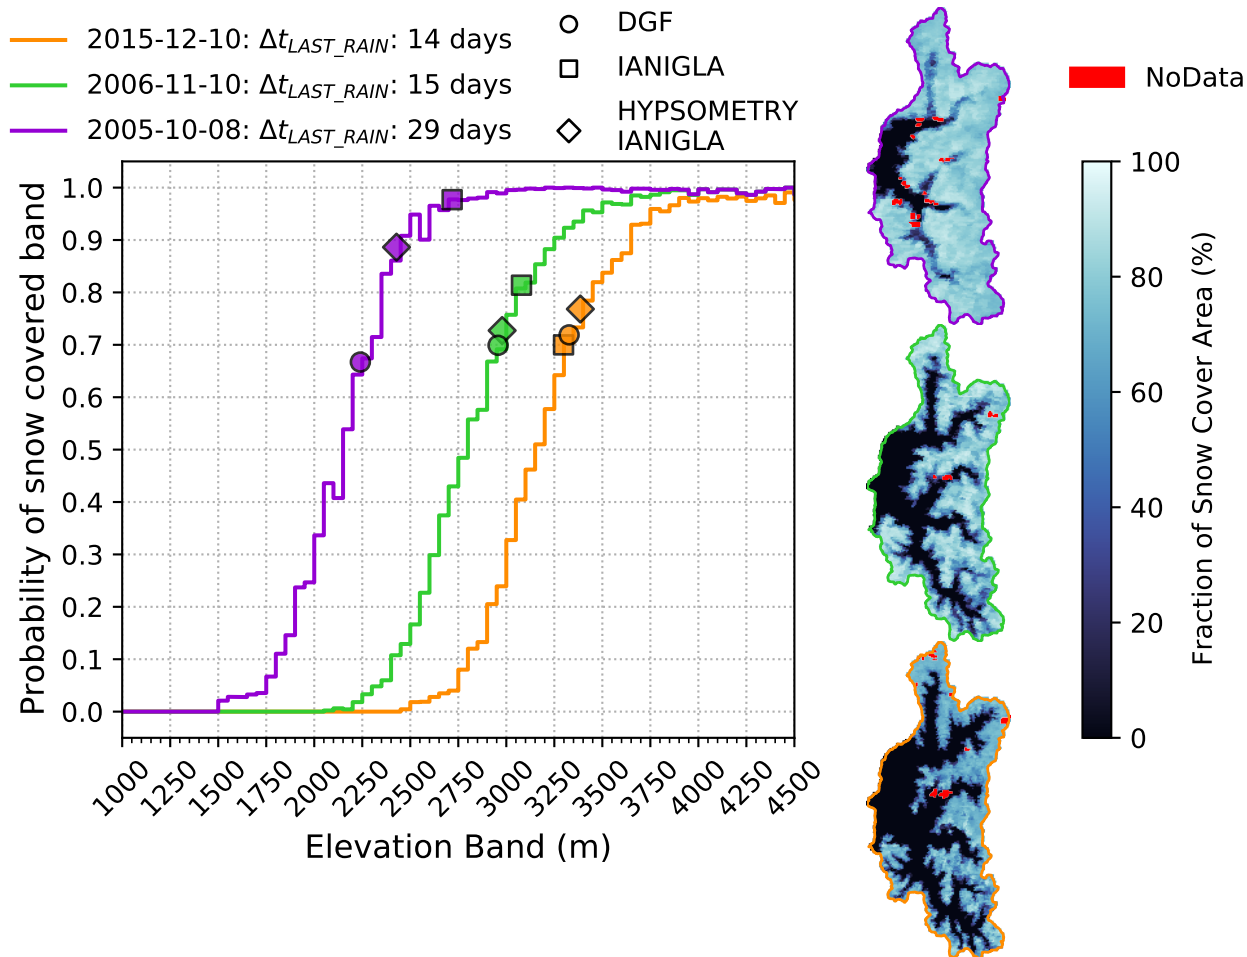 2015-12-10: Δt_LAST_RAIN: 14 days
2006-11-10: Δt_LAST_RAIN: 15 days
2005-10-08: Δt_LAST_RAIN: 29 days
DGF
IANIGLA
HYPSOMETRY
IANIGLA
NoData
Probability of snow covered band
1.0
0.9
0.8
0.7
0.6
0.5
0.4
0.3
0.2
0.1
0.0
1000
1250
1500
1750
2000
2250
2500
2750
3000
3250
3500
3750
4000
4250
4500
Elevation Band (m)
100
80
60
40
20
0
Fraction of Snow Cover Area (%)